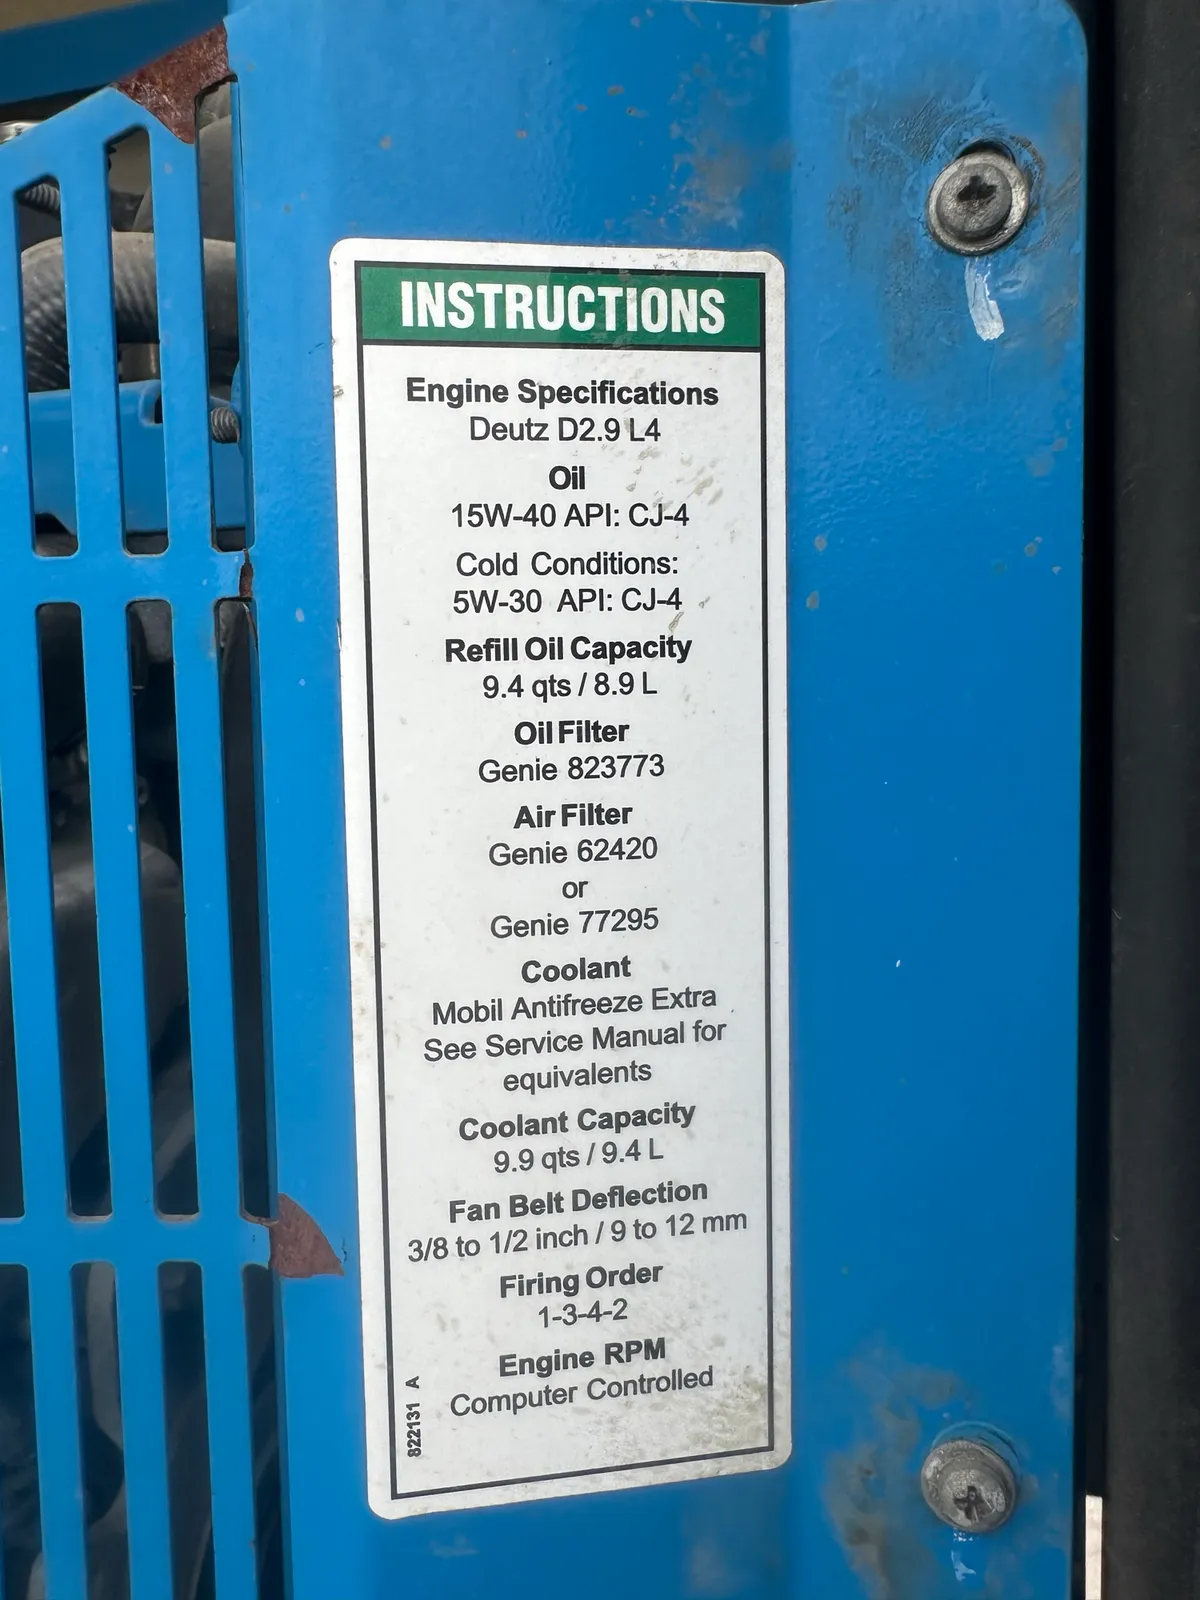 INSTRUCTIONS
Engine Specifications
Deutz D2.9 L4
Oil
15W-40 API: CJ-4
Cold Conditions:
5W-30 API: CJ-4
Refill Oil Capacity
9.4 qts / 8.9 L
Oil Filter
Genie 823773
Air Filter
Genie 62420
or
Genie 77295
Coolant
Mobil Antifreeze Extra
See Service Manual for
equivalents
Coolant Capacity
9.9 qts / 9.4 L
Fan Belt Deflection
3/8 to 1/2 inch / 9 to 12 mm
Firing Order
1-3-4-2
Engine RPM
Computer Controlled
822131 A